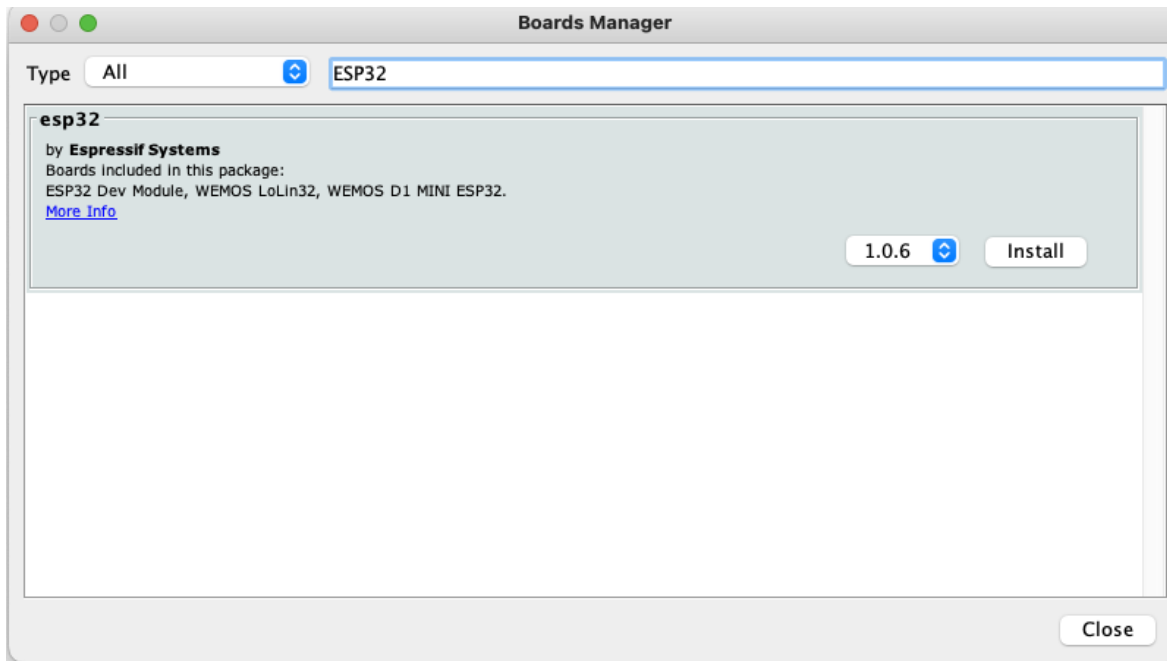 Boards Manager
Type All ESP32
esp32
by Espressif Systems
Boards included in this package:
ESP32 Dev Module, WEMOS LoLin32, WEMOS D1 MINI ESP32.
More Info
1.0.6 Install
Close